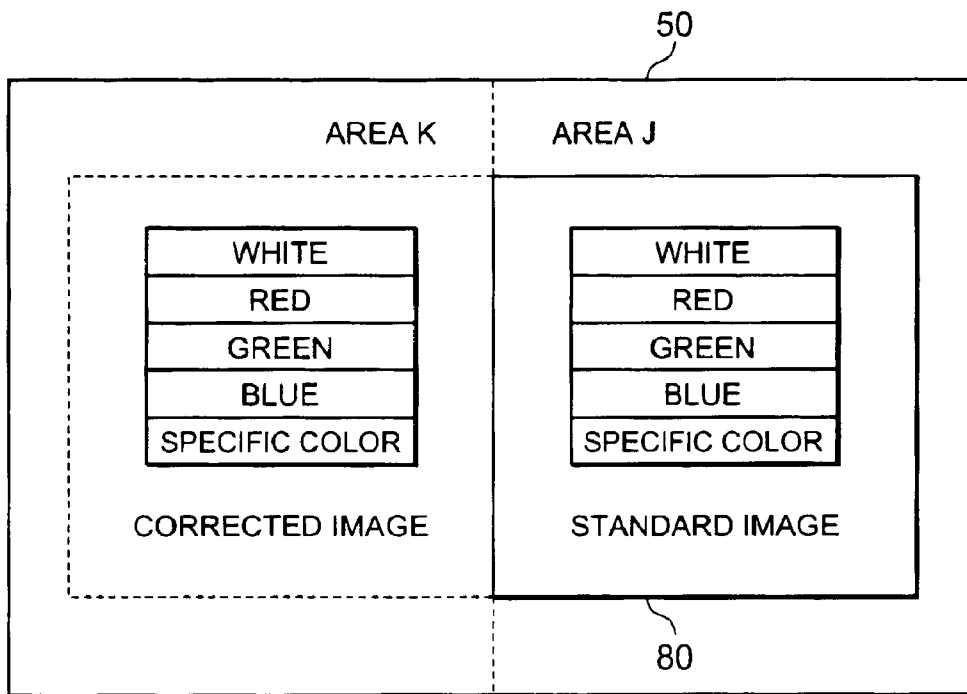 50
AREA K
AREA J
WHITE
RED
GREEN
BLUE
SPECIFIC COLOR
CORRECTED IMAGE
WHITE
RED
GREEN
BLUE
SPECIFIC COLOR
STANDARD IMAGE
80